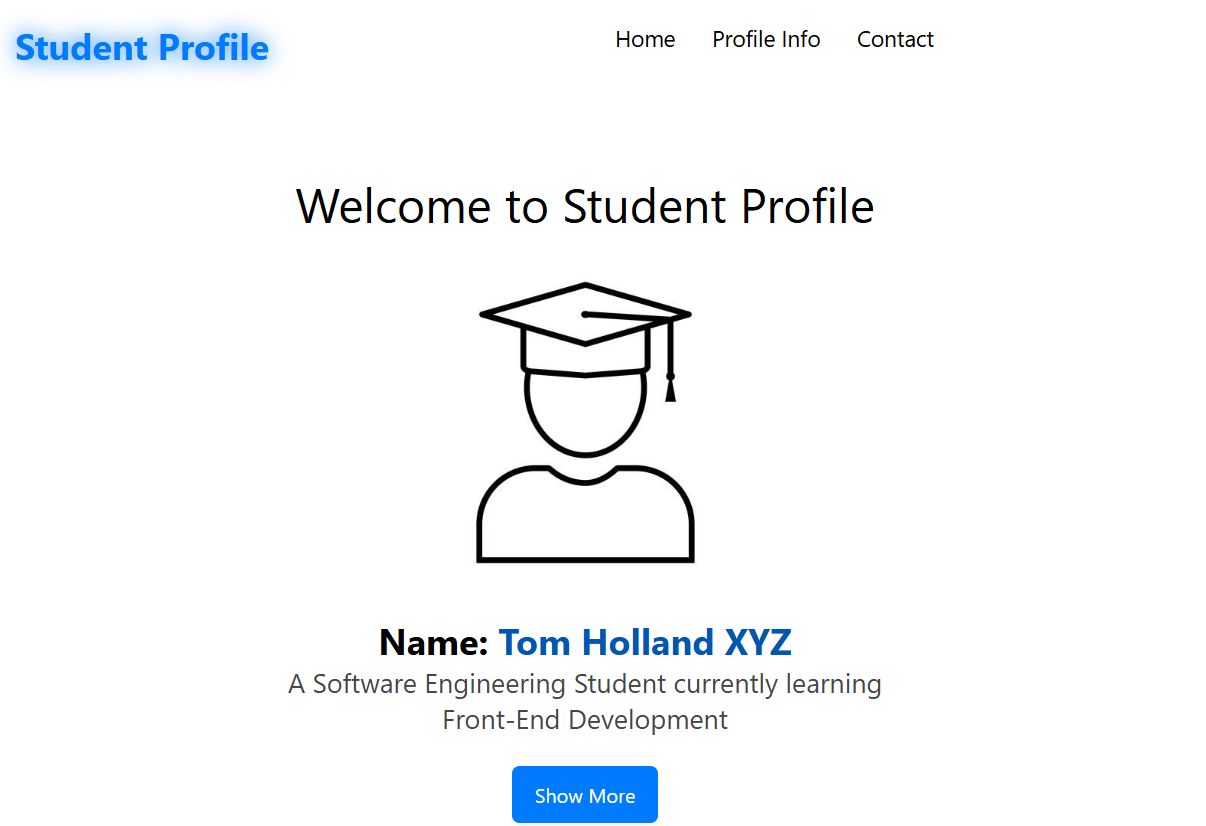 Student Profile
Home Profile Info Contact
Welcome to Student Profile
Name: Tom Holland XYZ
A Software Engineering Student currently learning
Front-End Development
Show More